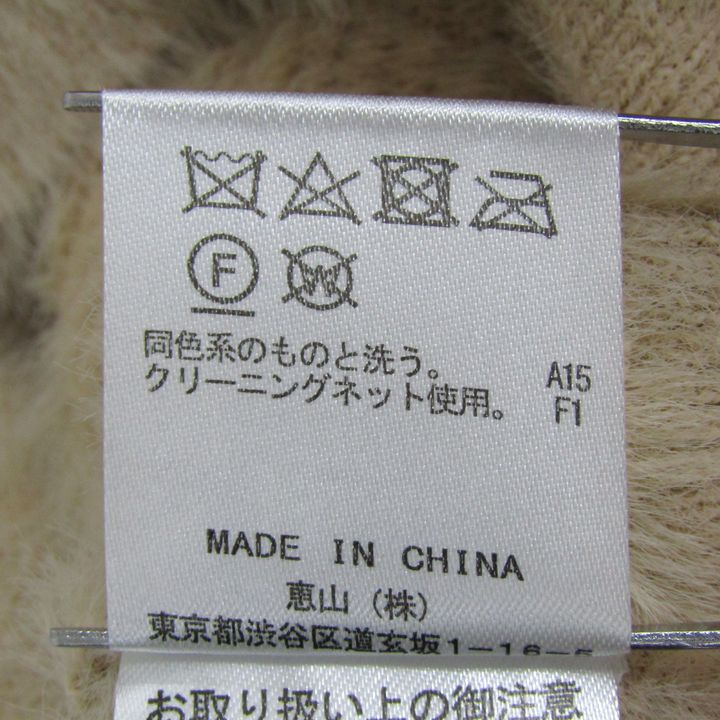 F W
同色系のものと洗う。
クリーニングネット使用。
A15
F1
MADE IN CHINA
恵山（株）
東京都渋谷区道玄坂1-16-5
お取り扱い上の御注意